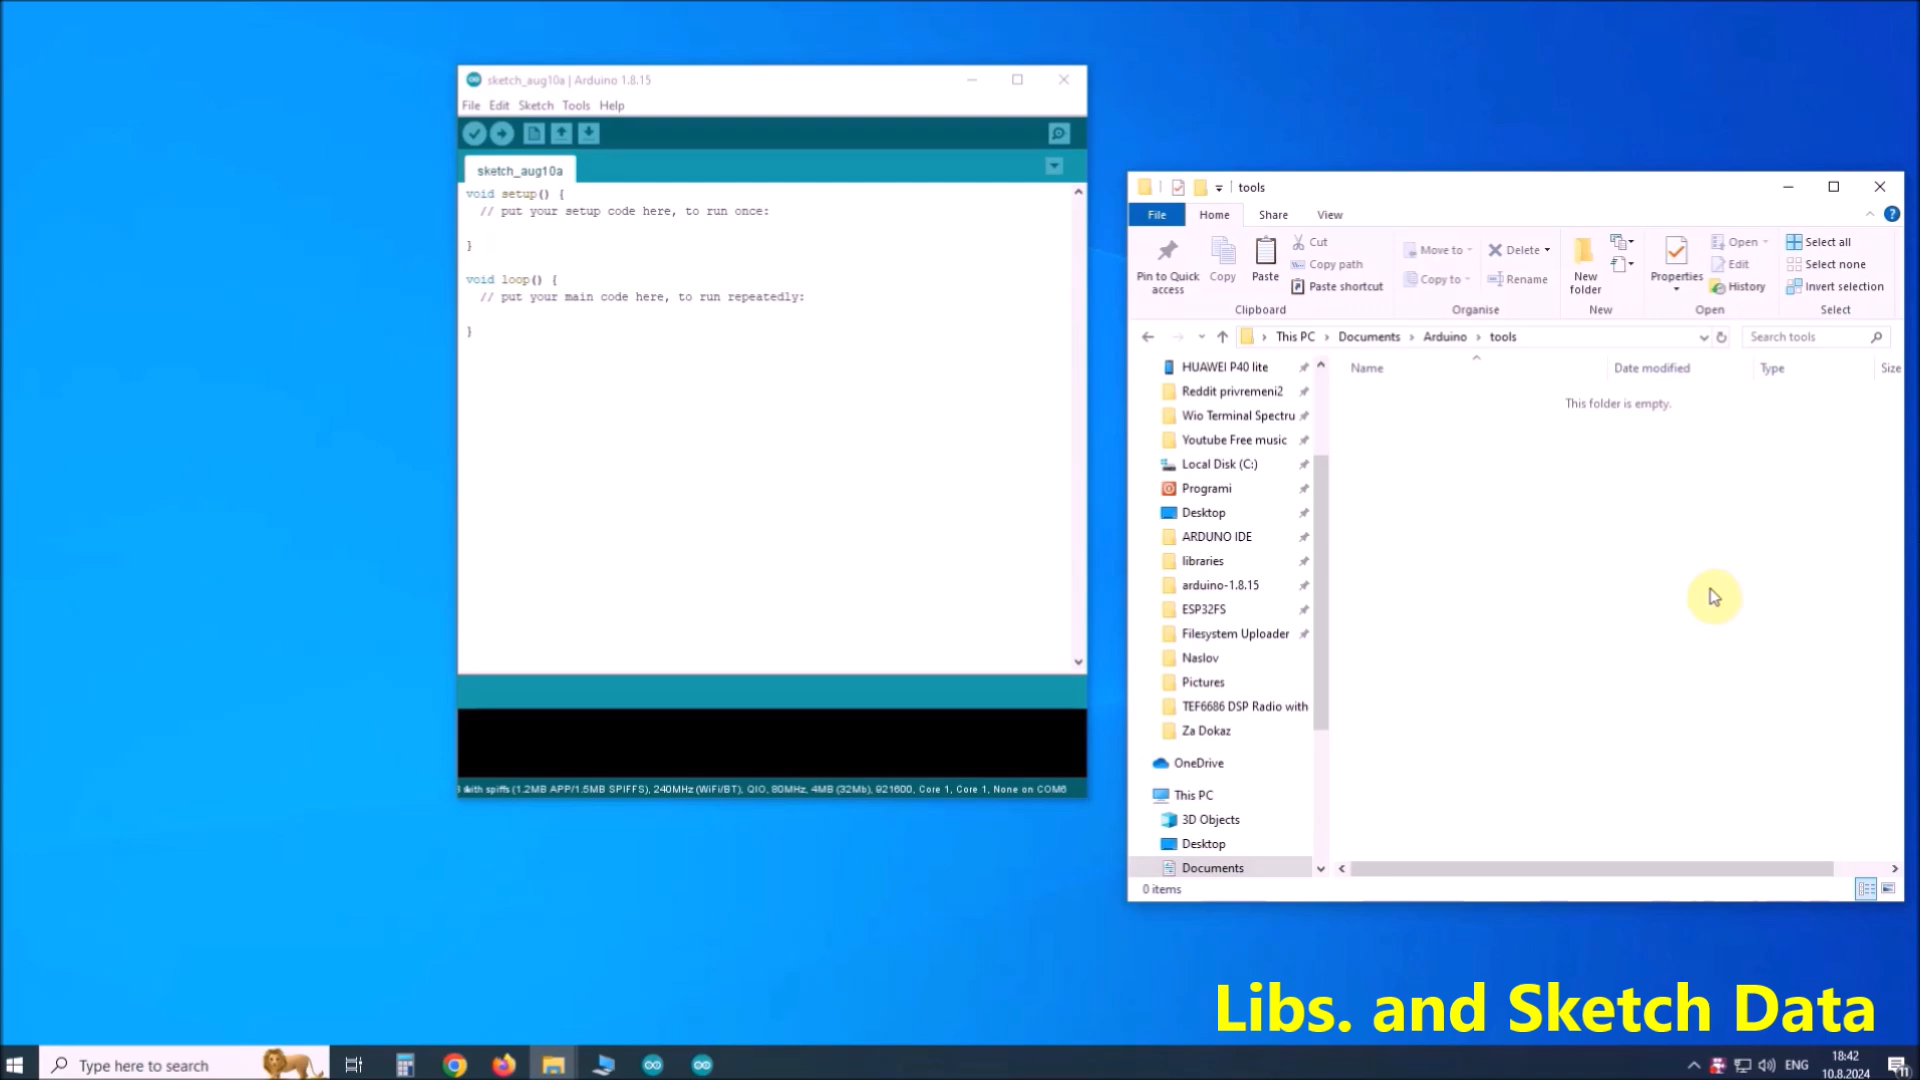 sketch_aug10a | Arduino 1.8.15
File Edit Sketch Tools Help
sketch_aug10a
void setup() {
// put your setup code here, to run once:
}
void loop() {
// put your main code here, to run repeatedly:
}
with spiffs (1.2MB APP/1.5MB SPIFFS), 240MHz (WiFi/BT), QIO, 80MHz, 4MB (32Mb), 921600, Core 1, Core 1, None on COM6
tools
File Home Share View
Pin to Quick access
Copy
Paste
Cut
Copy path
Paste shortcut
Clipboard
Move to
Copy to
Delete
Rename
Organise
New folder
New
Properties
Open
Edit
History
Open
Select all
Select none
Invert selection
Select
This PC > Documents > Arduino > tools
Search tools
Name Date modified Type Size
This folder is empty.
HUAWEI P40 lite
Reddit privremeni2
Wio Terminal Spectru
Youtube Free music
Local Disk (C:)
Programi
Desktop
ARDUNO IDE
libraries
arduino-1.8.15
ESP32FS
Filesystem Uploader
Naslov
Pictures
TEF6686 DSP Radio with
Za Dokaz
OneDrive
This PC
3D Objects
Desktop
Documents
0 items
Libs. and Sketch Data
Type here to search
ENG
18:42
10.8.2024
11